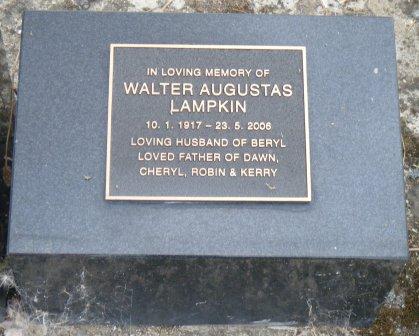 IN LOVING MEMORY OF
WALTER AUGUSTAS
LAMPKIN
10. 1. 1917 – 23. 5. 2006
LOVING HUSBAND OF BERYL
LOVED FATHER OF DAWN,
CHERYL, ROBIN & KERRY